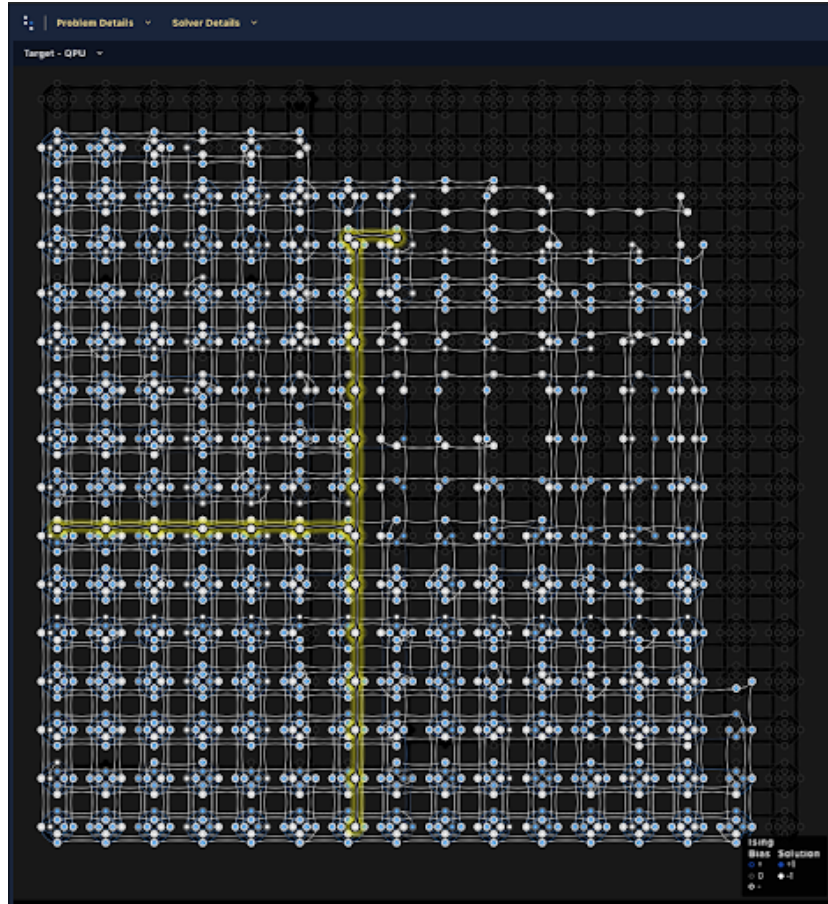 Problem Details Solver Details
Target - QPU
Ising
Bias Solution
+ +1
0 -1
-